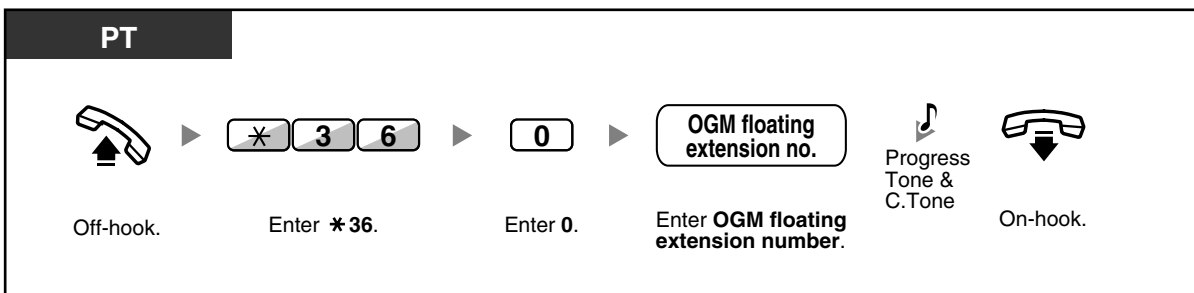 PT
✳ 3 6
0
OGM floating
extension no.
Progress
Tone &
C.Tone
Off-hook.
Enter ✳36.
Enter 0.
Enter OGM floating
extension number.
On-hook.